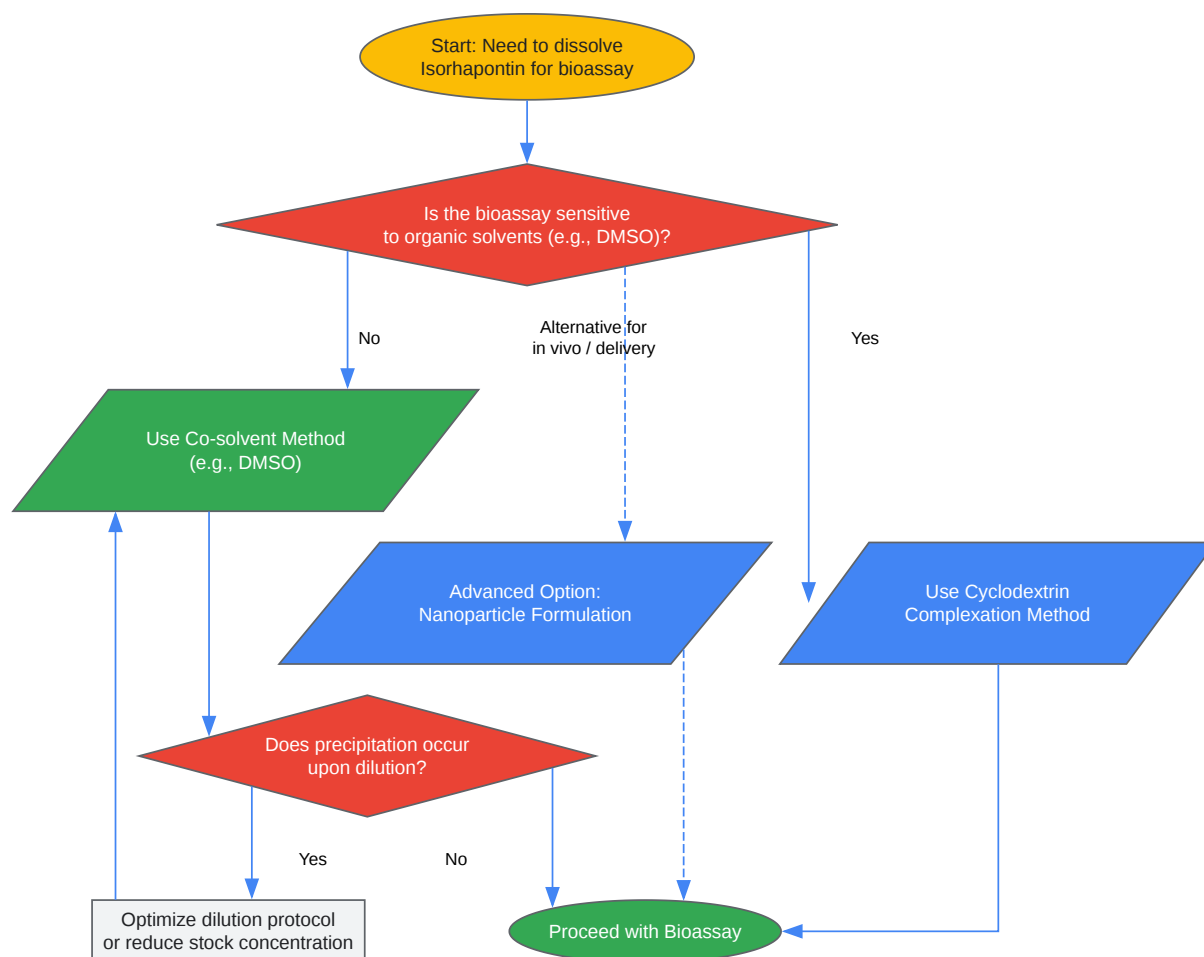 Start: Need to dissolve
Isorhapontin for bioassay
Is the bioassay sensitive
to organic solvents (e.g., DMSO)?
No
Alternative for
in vivo / delivery
Yes
Use Co-solvent Method
(e.g., DMSO)
Advanced Option:
Nanoparticle Formulation
Use Cyclodextrin
Complexation Method
Does precipitation occur
upon dilution?
Yes
No
Optimize dilution protocol
or reduce stock concentration
Proceed with Bioassay